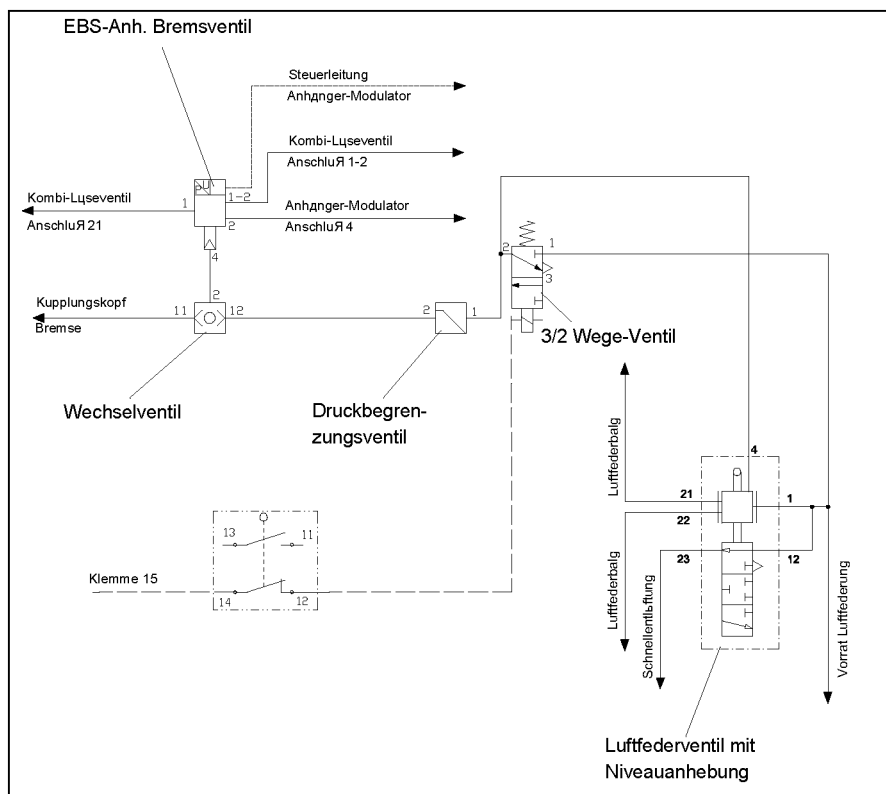 EBS-Anh. Bremsventil
Steuerleitung
Anhдnger-Modulator
Kombi-Lцseventil
AnschluЯ 1-2
pU
1-2
Kombi-Lцseventil
1
AnschluЯ 21
2
Anhдnger-Modulator
AnschluЯ 4
4
2
1
3
3/2 Wege-Ventil
Kupplungskopf
11
2
12
Bremse
2
1
Wechselventil
Druckbegren-
zungsventil
Luftfederbalg
4
21
1
22
23
12
13
11
Klemme 15
14
12
Luftfederbalg
Schnellentlьftung
Vorrat Luftfederung
Luftfederventil mit
Niveauanhebung